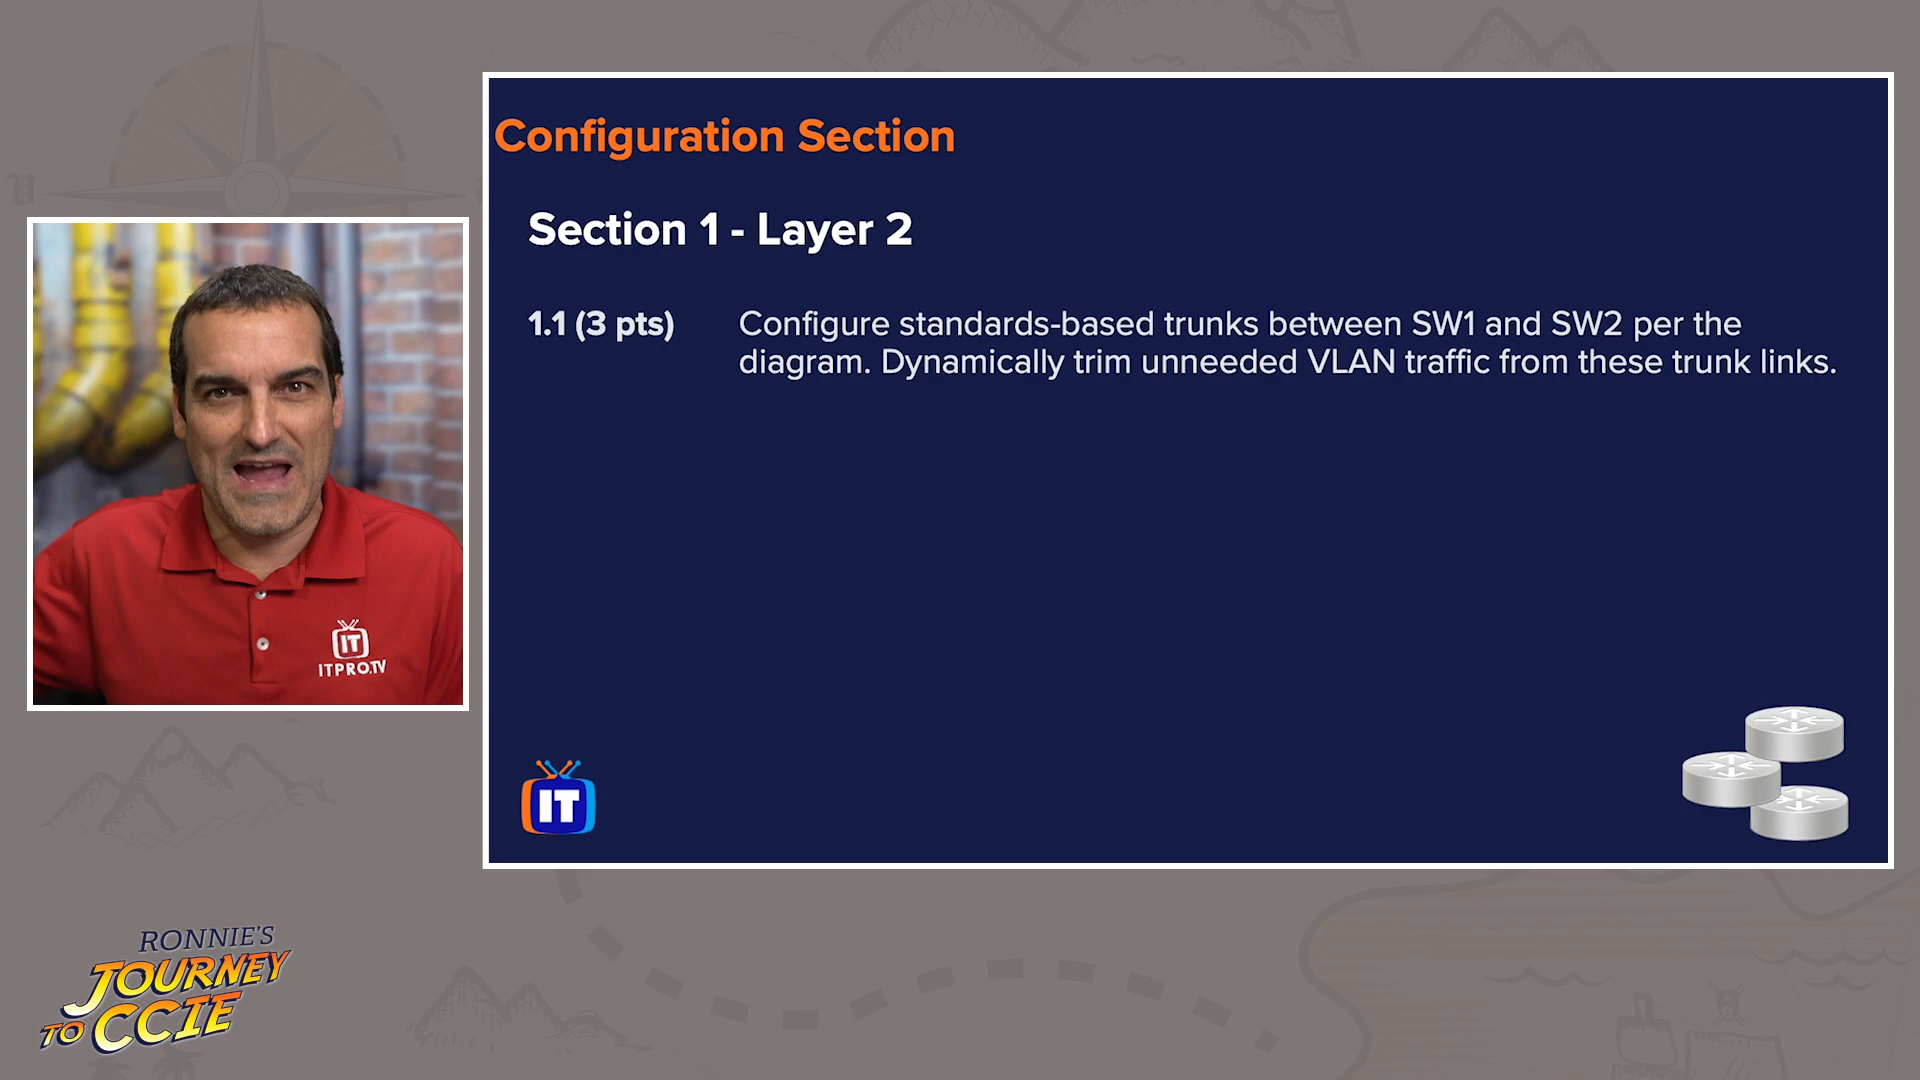 Configuration Section
Section 1 - Layer 2
1.1 (3 pts) Configure standards-based trunks between SW1 and SW2 per the
diagram. Dynamically trim unneeded VLAN traffic from these trunk links.
IT
ITPRO.TV
IT
RONNIE'S
JOURNEY
TO CCIE